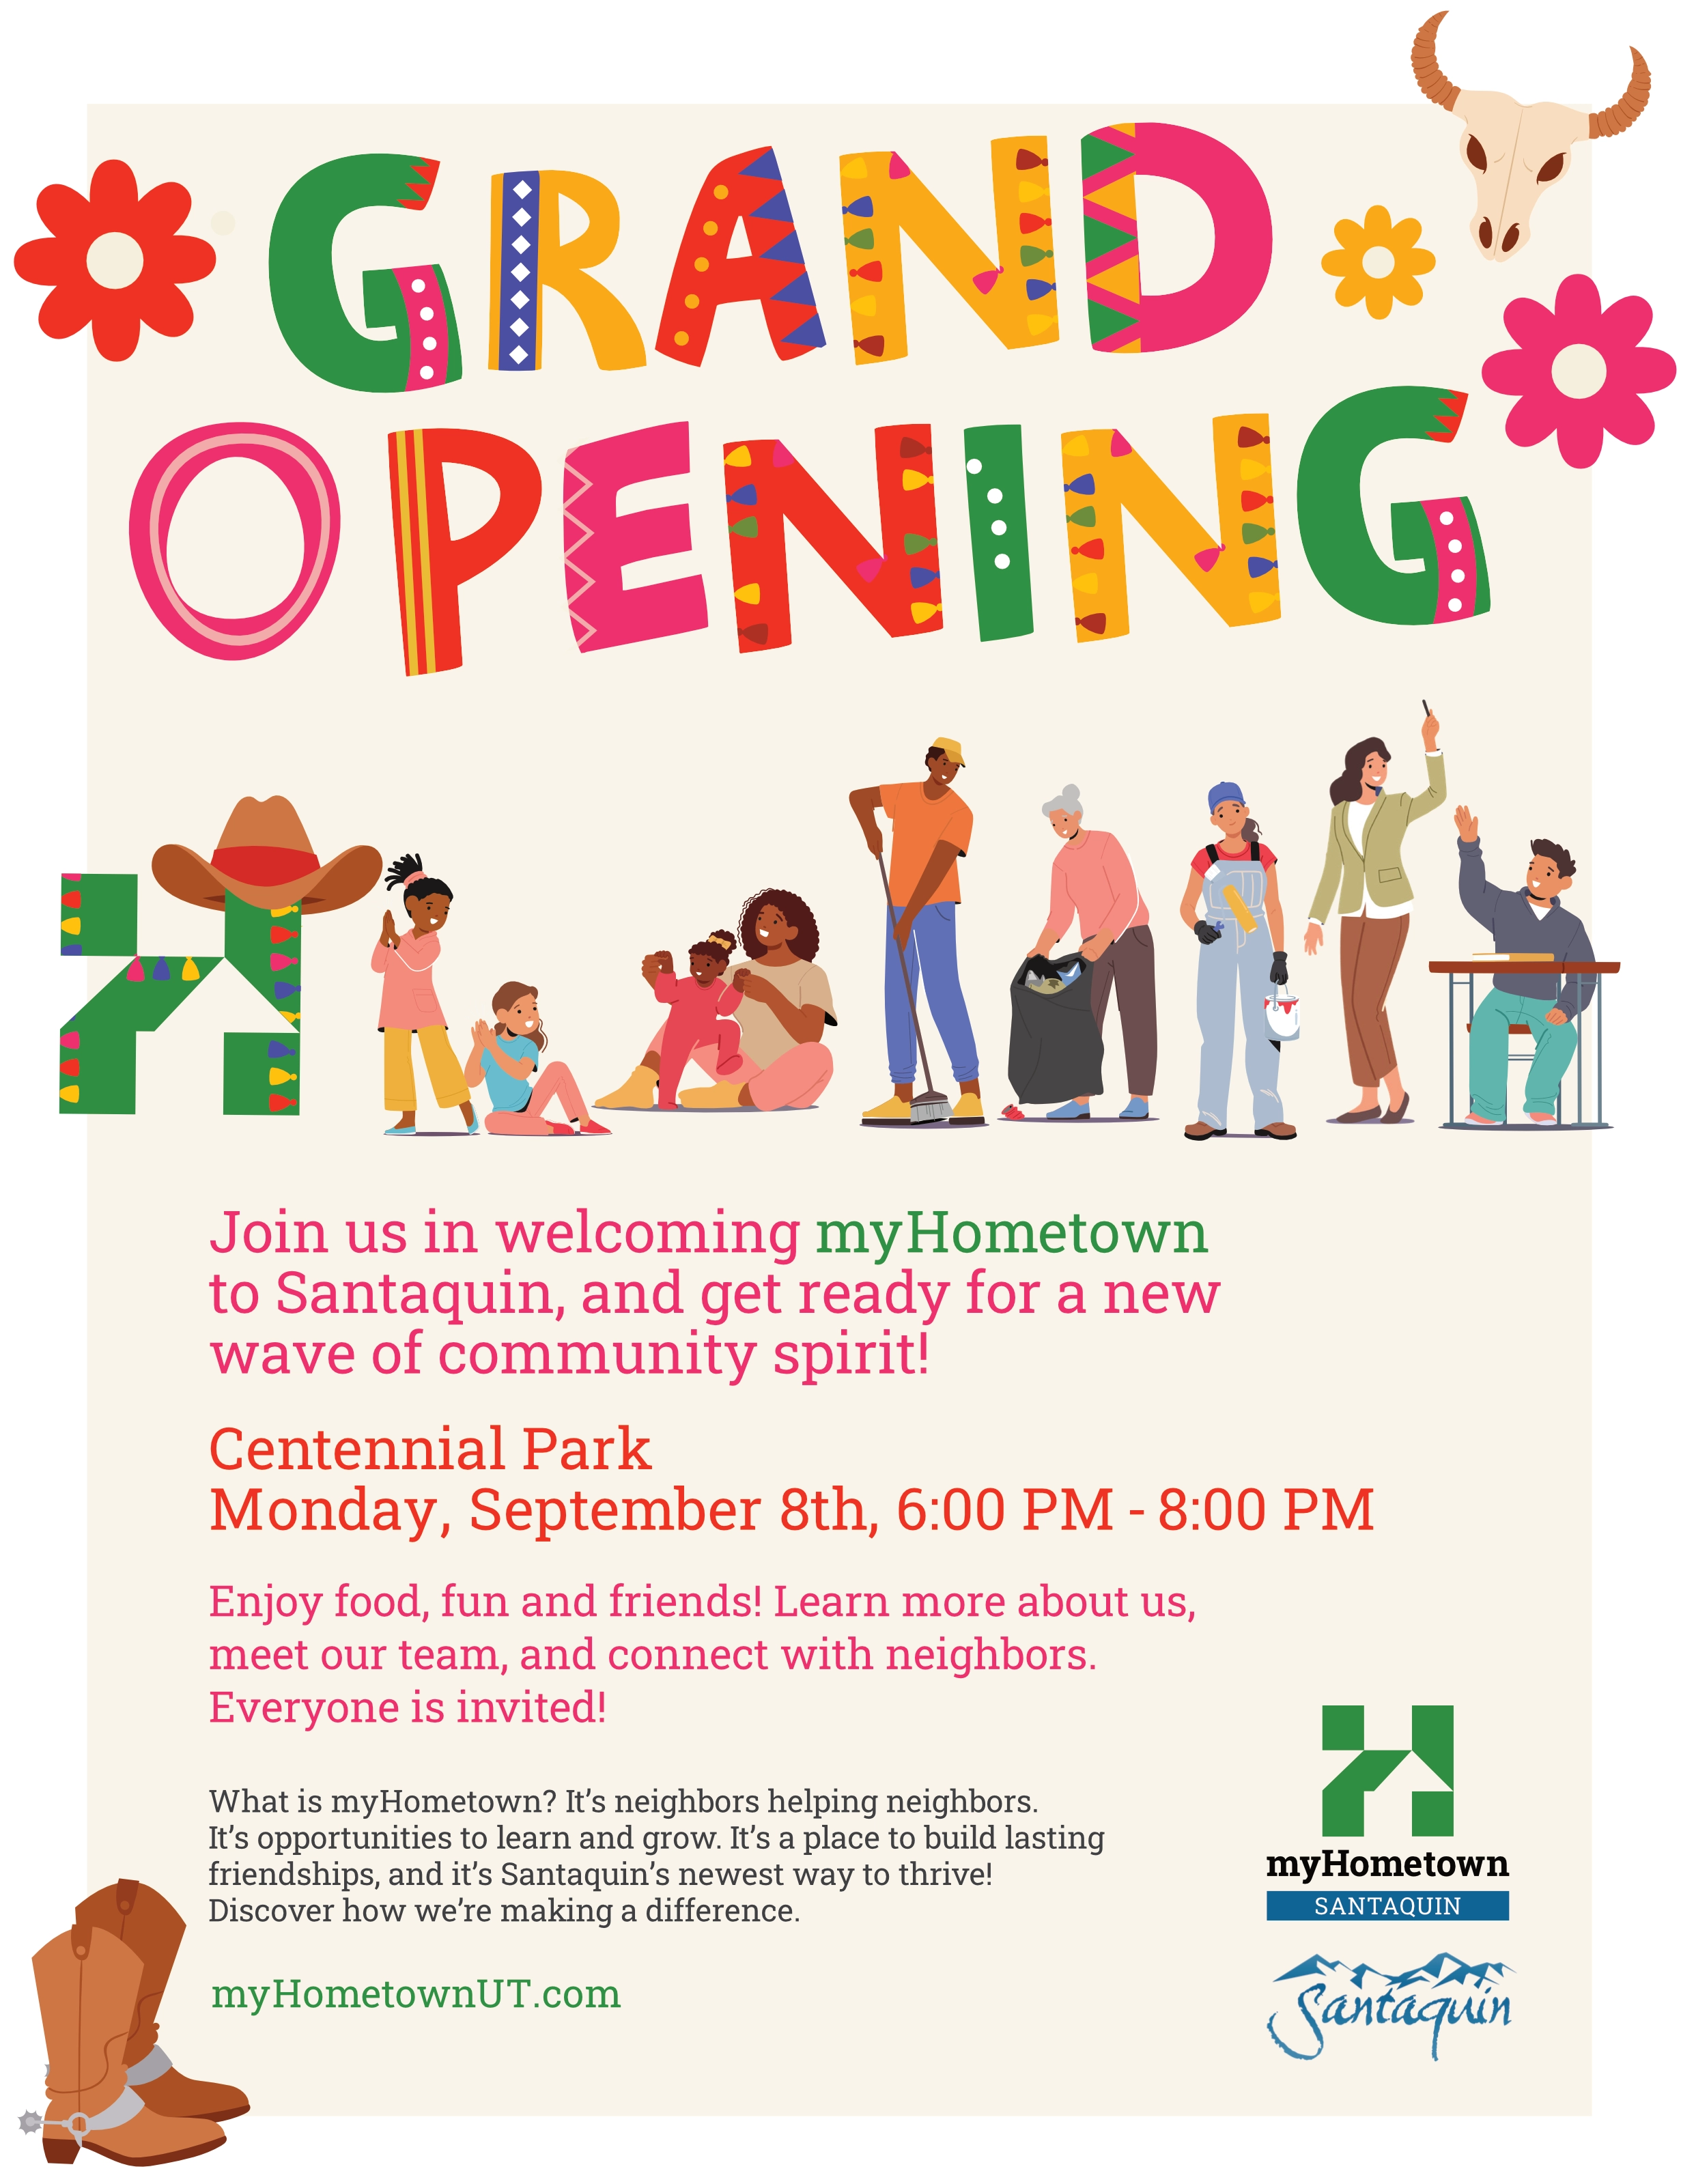 GRAND
OPENING
Join us in welcoming myHometown
to Santaquin, and get ready for a new
wave of community spirit!
Centennial Park
Monday, September 8th, 6:00 PM - 8:00 PM
Enjoy food, fun and friends! Learn more about us,
meet our team, and connect with neighbors.
Everyone is invited!
What is myHometown? It’s neighbors helping neighbors.
It’s opportunities to learn and grow. It’s a place to build lasting
friendships, and it’s Santaquin’s newest way to thrive!
Discover how we’re making a difference.
myHometownUT.com
myHometown
SANTAQUIN
Santaquin